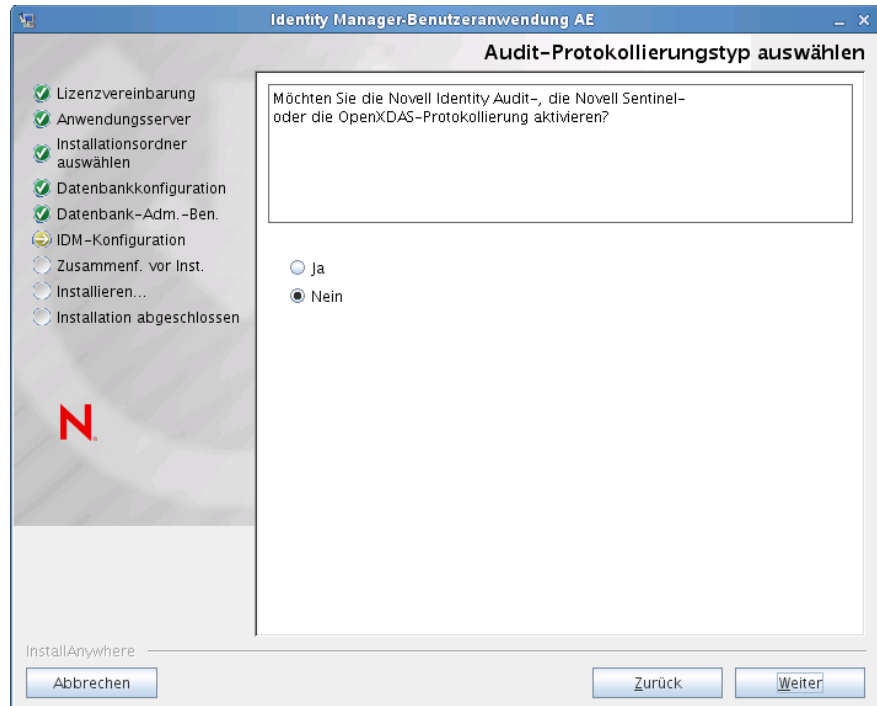 Identity Manager-Benutzeranwendung AE
Audit-Protokollierungstyp auswählen
Lizenzvereinbarung
Anwendungsserver
Installationsordner
auswählen
Datenbankkonfiguration
Datenbank-Adm.-Ben.
IDM-Konfiguration
Zusammenf. vor Inst.
Installieren...
Installation abgeschlossen
N
Möchten Sie die Novell Identity Audit-, die Novell Sentinel-
oder die OpenXDAS-Protokollierung aktivieren?
Ja
Nein
InstallAnywhere
Abbrechen
Zurück
Weiter